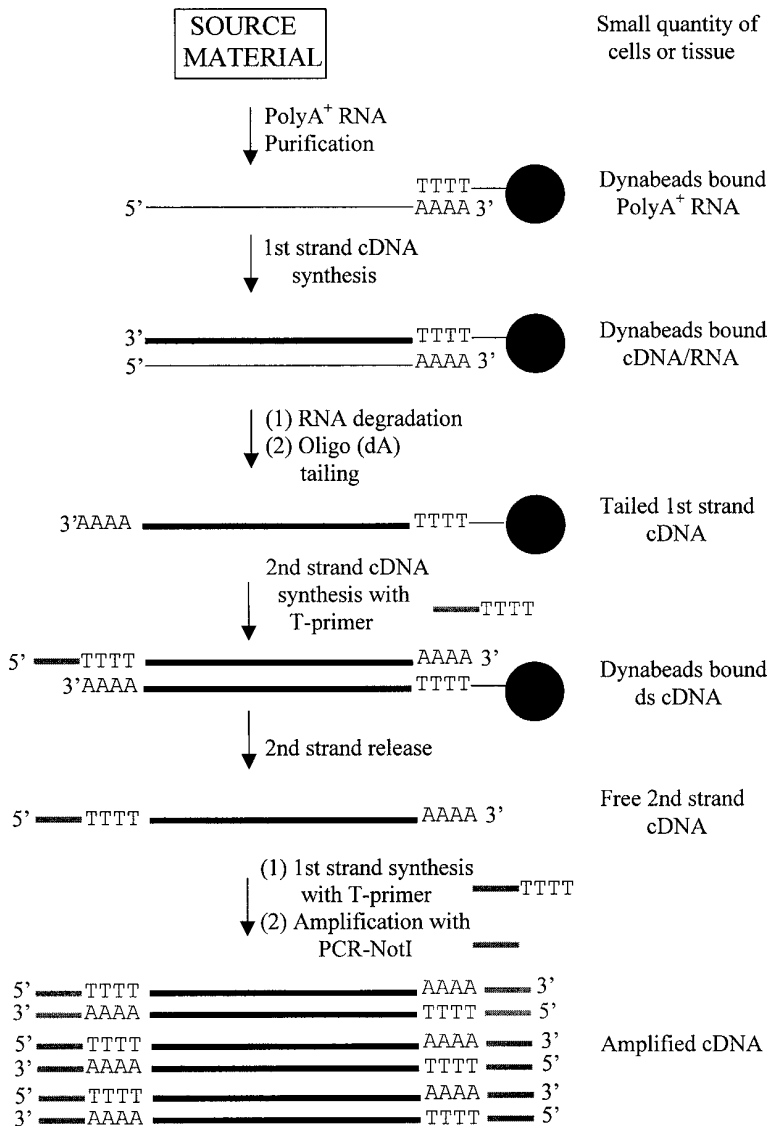 SOURCE
MATERIAL
Small quantity of
cells or tissue
PolyA+ RNA
Purification
TTTT
5’ AAAA 3’
Dynabeads bound
PolyA+ RNA
1st strand cDNA
synthesis
3’ TTTT
5’ AAAA 3’
Dynabeads bound
cDNA/RNA
(1) RNA degradation
(2) Oligo (dA)
tailing
3’AAAA TTTT
Tailed 1st strand
cDNA
2nd strand cDNA
synthesis with
T-primer
TTTT
5’ TTTT AAAA 3’
3’AAAA TTTT
Dynabeads bound
ds cDNA
2nd strand release
5’ TTTT AAAA 3’
Free 2nd strand
cDNA
(1) 1st strand synthesis
with T-primer TTTT
(2) Amplification with
PCR-NotI
5’ TTTT AAAA 3’
3’ AAAA TTTT 5’
5’ TTTT AAAA 3’
3’ AAAA TTTT 5’
5’ TTTT AAAA 3’
3’ AAAA TTTT 5’
Amplified cDNA